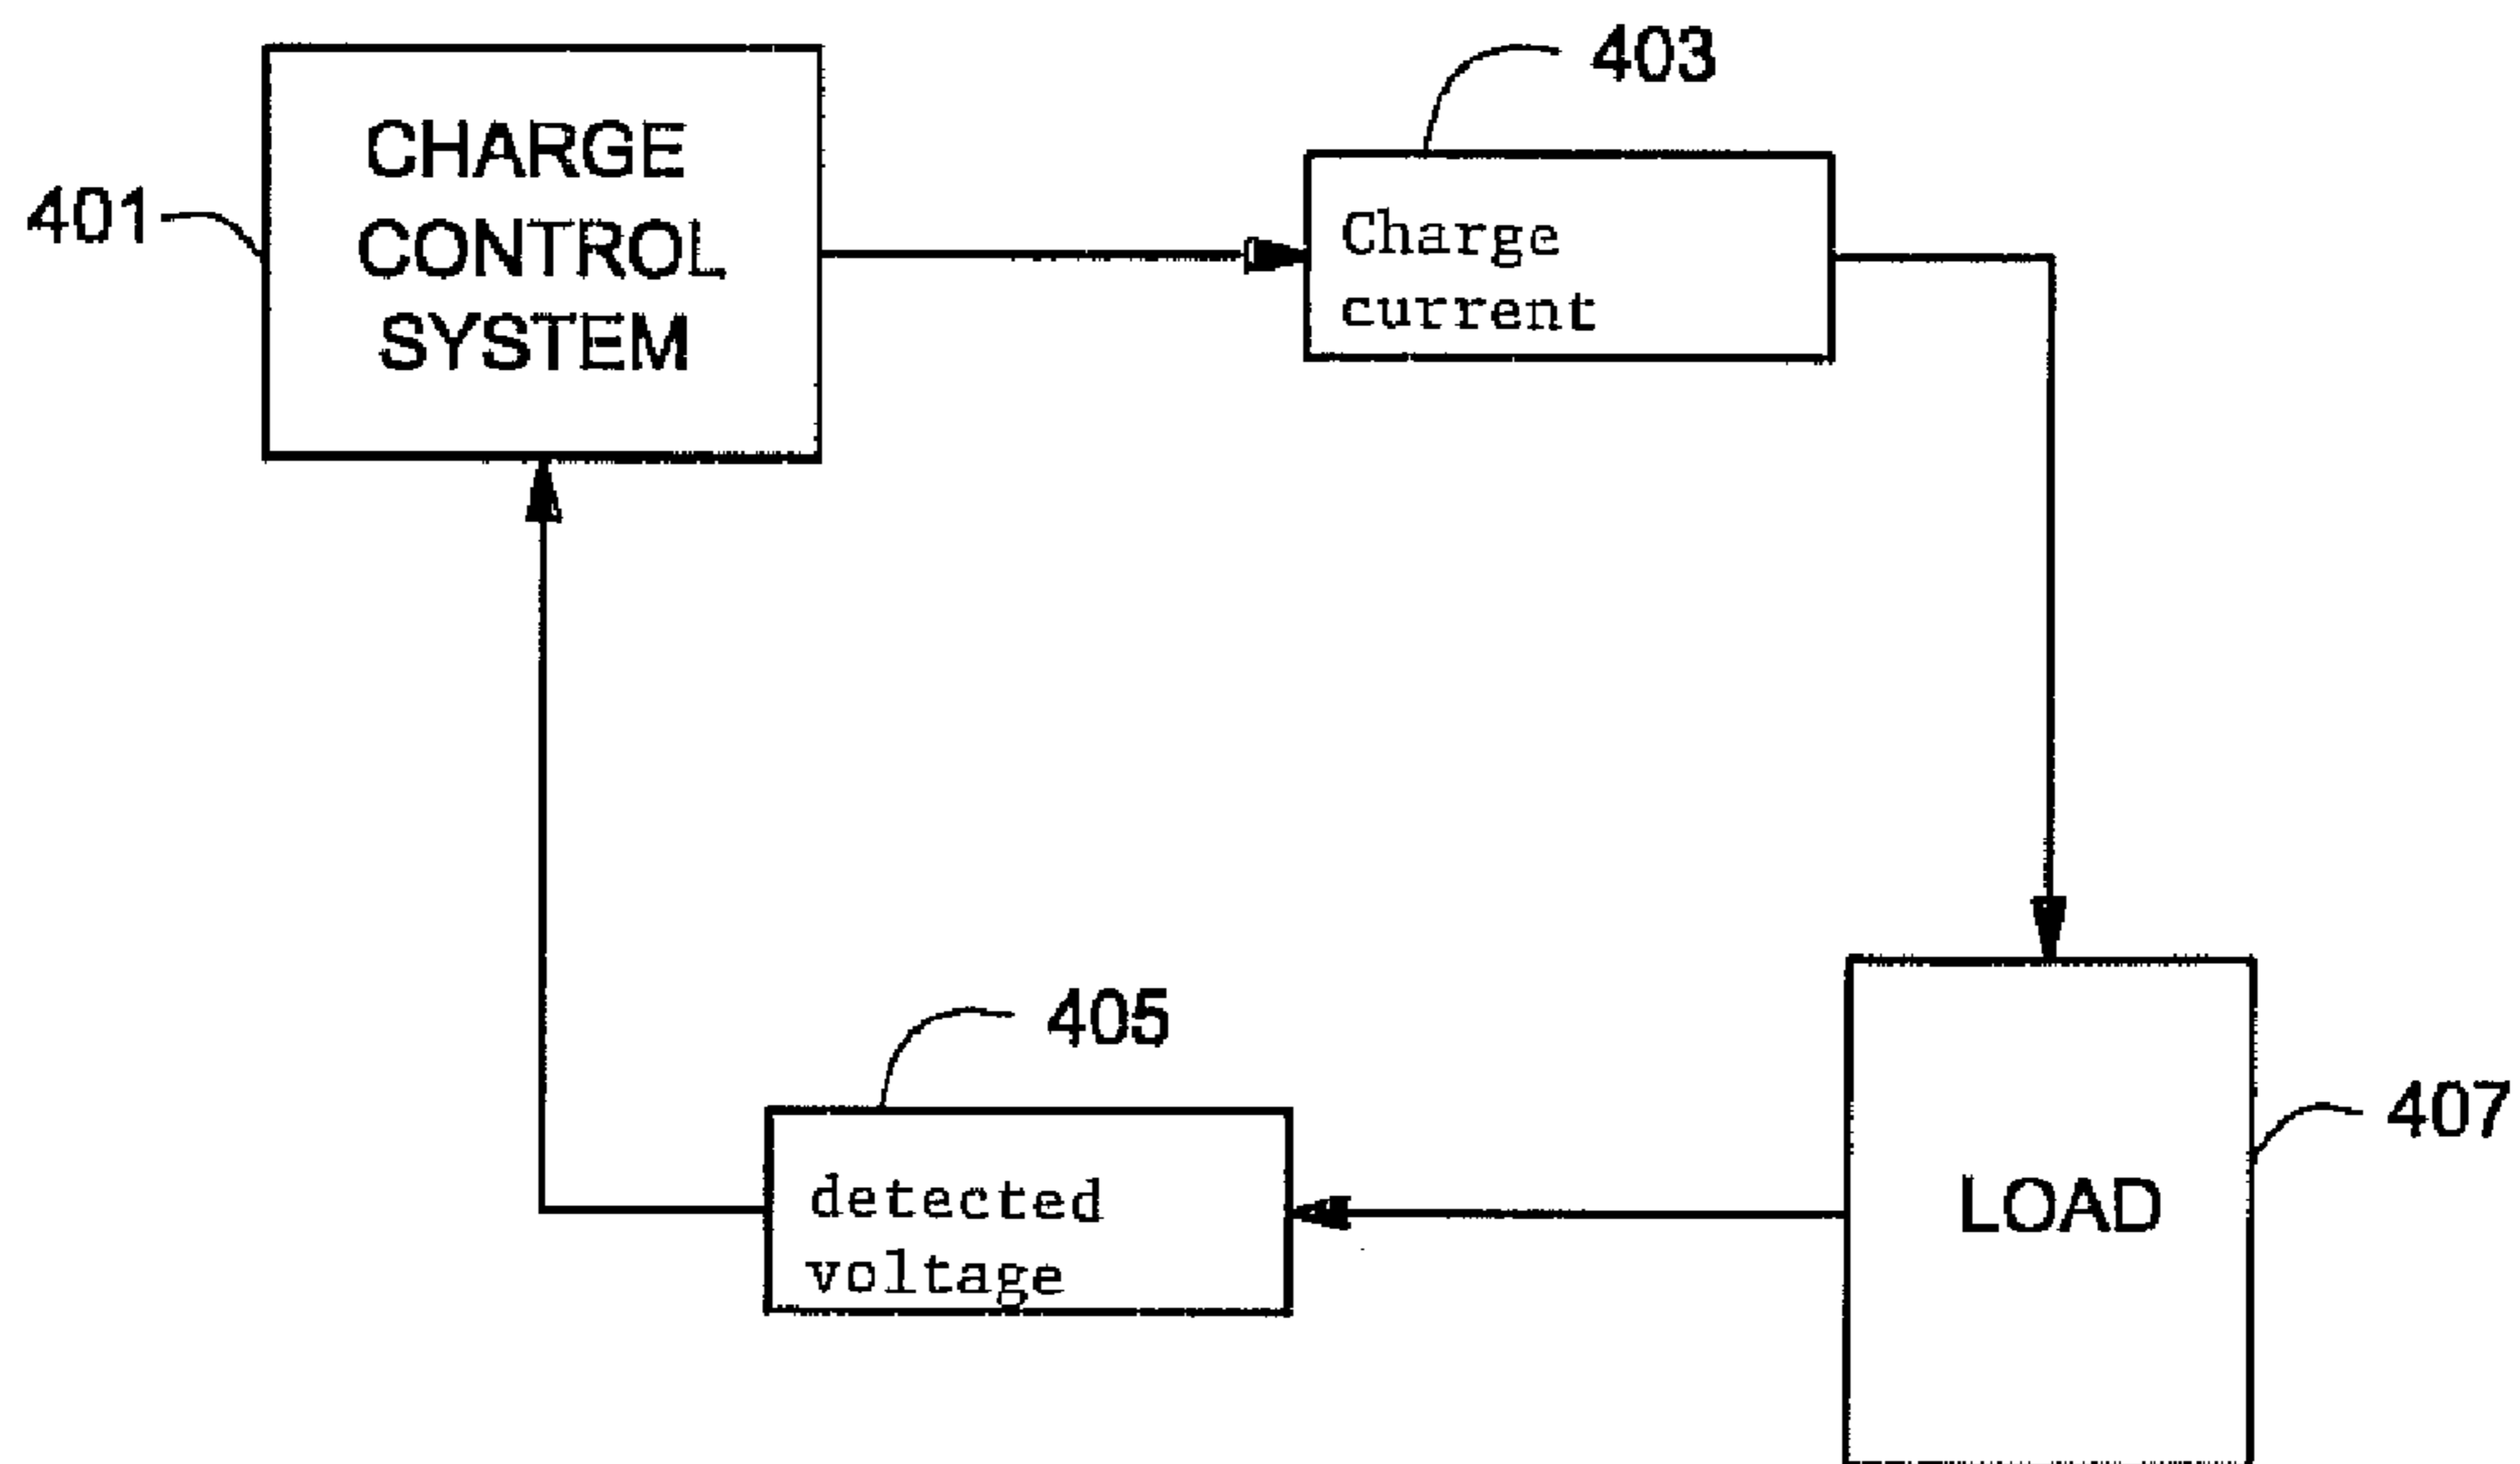 403
CHARGE
CONTROL
SYSTEM
401
Charge
current
405
detected
voltage
407
LOAD